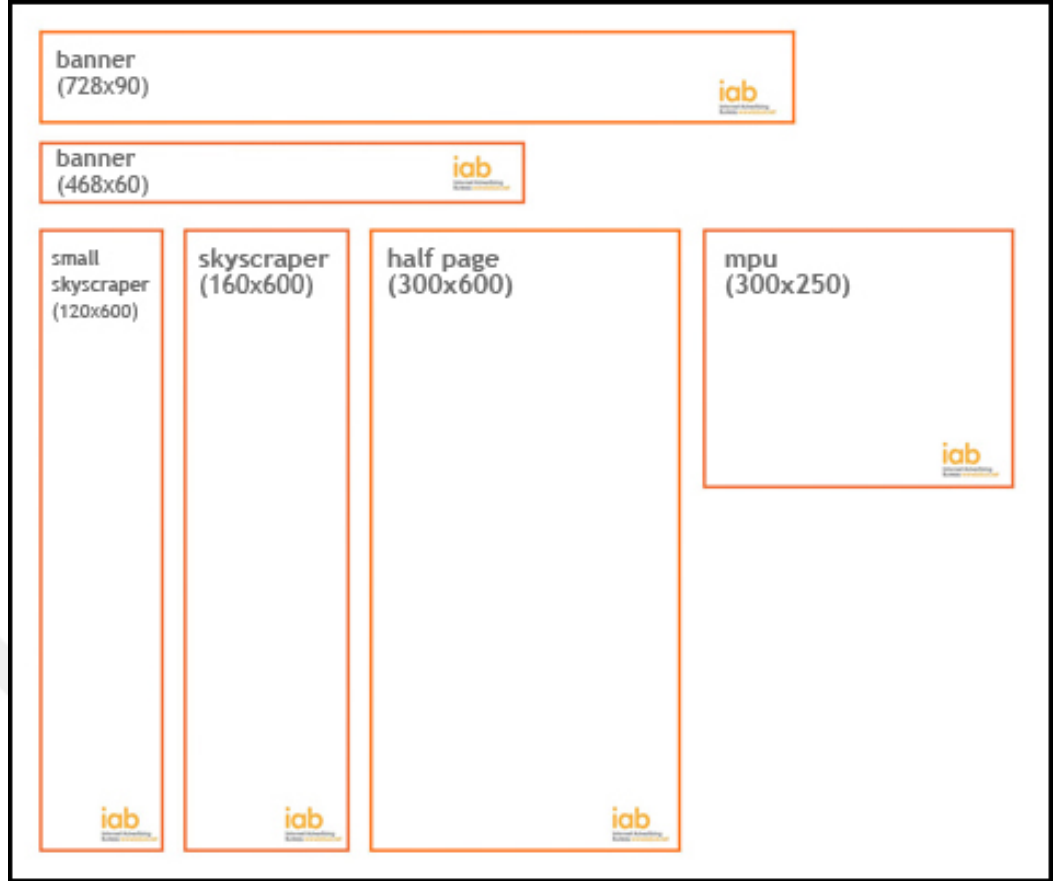 banner
(728x90)
iab
banner
(468x60)
iab
small
skyscraper
(120x600)
iab
skyscraper
(160x600)
iab
half page
(300x600)
iab
mpu
(300x250)
iab